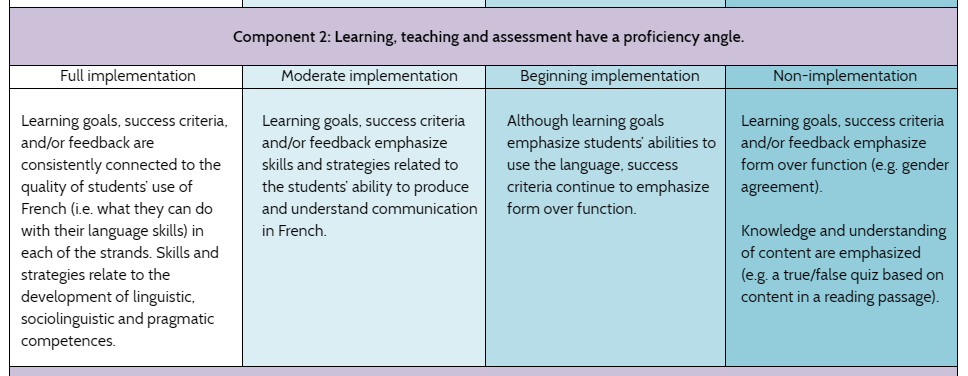 Component 2: Learning, teaching and assessment have a proficiency angle.
Full implementation
Moderate implementation
Beginning implementation
Non-implementation
Learning goals, success criteria,
and/or feedback are
consistently connected to the
quality of students' use of
French (i.e. what they can do
with their language skills) in
each of the strands. Skills and
strategies relate to the
development of linguistic,
sociolinguistic and pragmatic
competences.
Learning goals, success criteria
and/or feedback emphasize
skills and strategies related to
the students' ability to produce
and understand communication
in French.
Although learning goals
emphasize students' abilities to
use the language, success
criteria continue to emphasize
form over function.
Learning goals, success criteria
and/or feedback emphasize
form over function (e.g. gender
agreement).
Knowledge and understanding
of content are emphasized
(e.g. a true/false quiz based on
content in a reading passage).